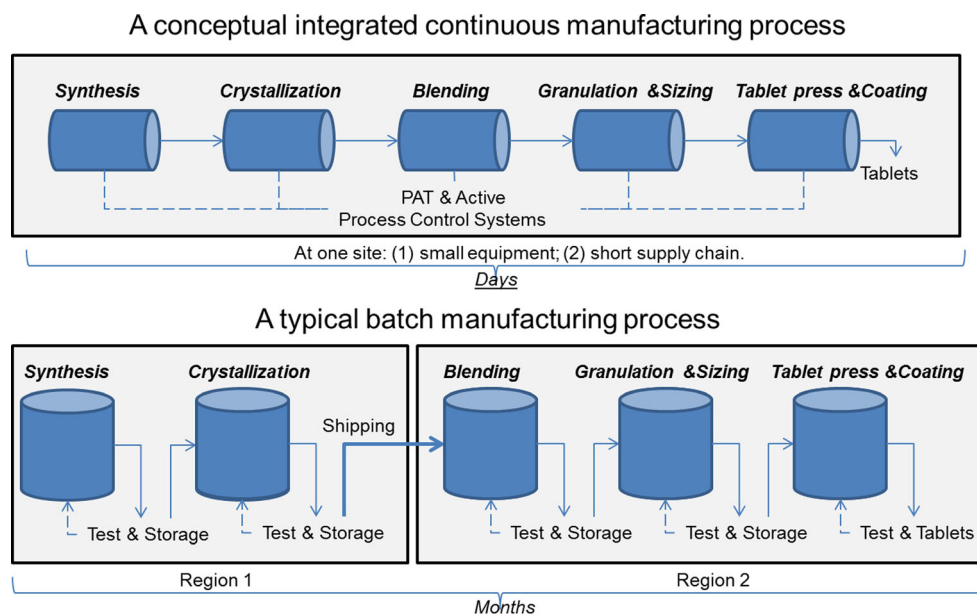 A conceptual integrated continuous manufacturing process
Synthesis
Crystallization
Blending
Granulation &Sizing
Tablet press &Coating
Tablets
PAT & Active
Process Control Systems
At one site: (1) small equipment; (2) short supply chain.
Days
A typical batch manufacturing process
Synthesis
Crystallization
Blending
Granulation &Sizing
Tablet press &Coating
Shipping
Test & Storage
Test & Storage
Test & Storage
Test & Storage
Test & Tablets
Region 1
Region 2
Months